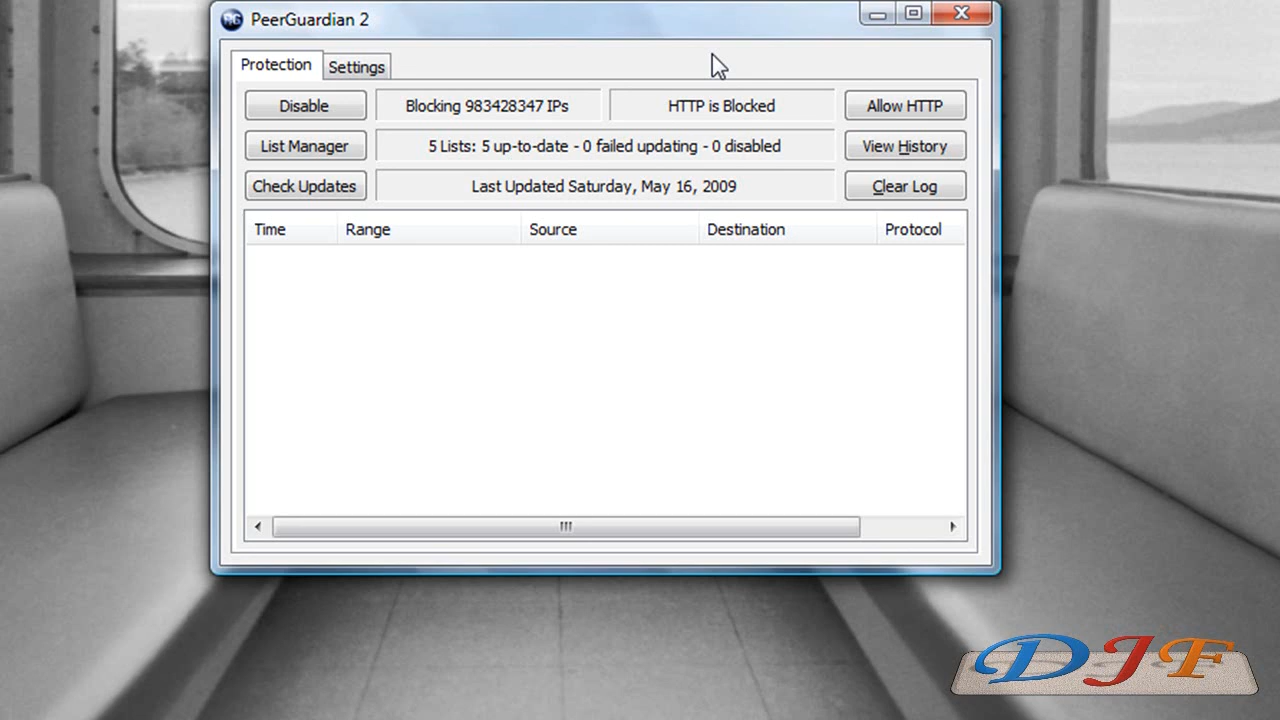 PeerGuardian 2
Protection Settings
Disable Blocking 983428347 IPs HTTP is Blocked Allow HTTP
List Manager 5 Lists: 5 up-to-date - 0 failed updating - 0 disabled View History
Check Updates Last Updated Saturday, May 16, 2009 Clear Log
Time Range Source Destination Protocol
DJF